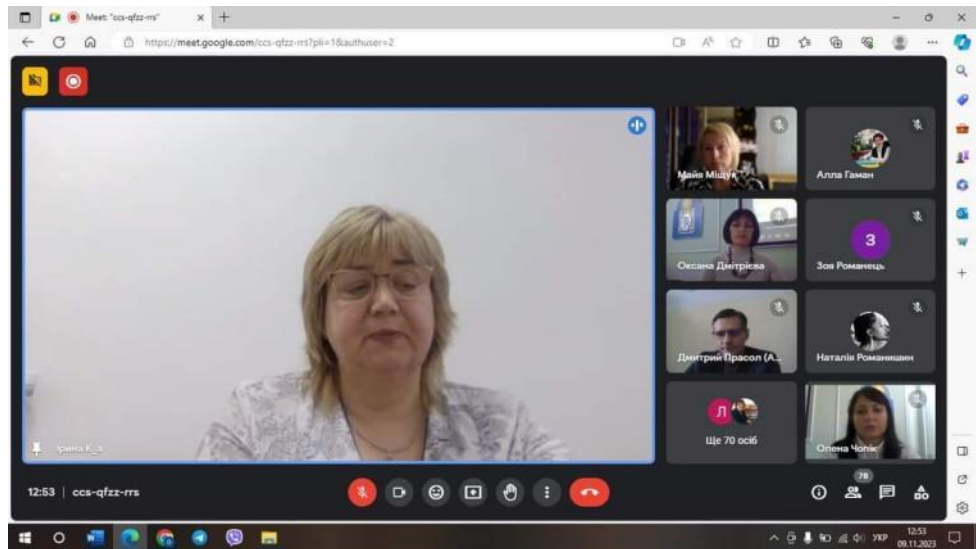 Meet: "ccs-qfzz-rrs"
https://meet.google.com/ccs-qfzz-rrs?pli=1&authuser=2
Майя Міщук
Алла Гаман
Оксана Дмітрієва
З
Зоя Романець
Дмитрий Прасол (А...
Наталія Романишин
Л
Ще 70 осіб
Олена Чопік
Ірина К_а
12:53 | ccs-qfzz-rrs
78
УКР
12:53
09.11.2023